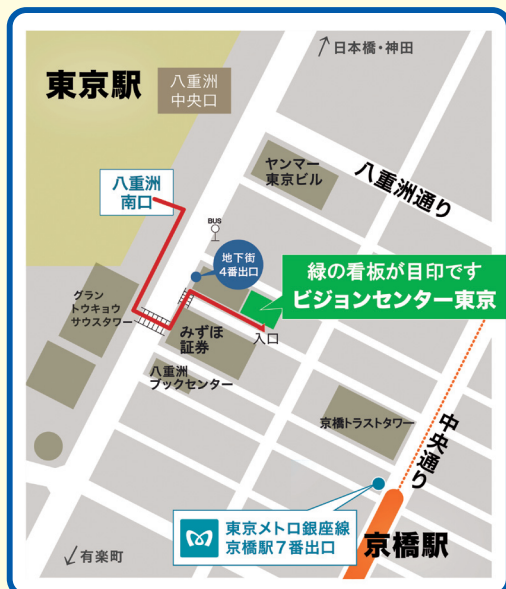 日本橋・神田
東京駅
八重洲
中央口
ヤンマー
東京ビル
八重洲通り
八重洲
南口
BUS
地下街
4番出口
緑の看板が目印です
ビジョンセンター東京
グラン
トウキョウ
サウスタワー
みずほ
証券
入口
八重洲
ブックセンター
京橋トラストタワー
中央通り
東京メトロ銀座線
京橋駅7番出口
京橋駅
有楽町